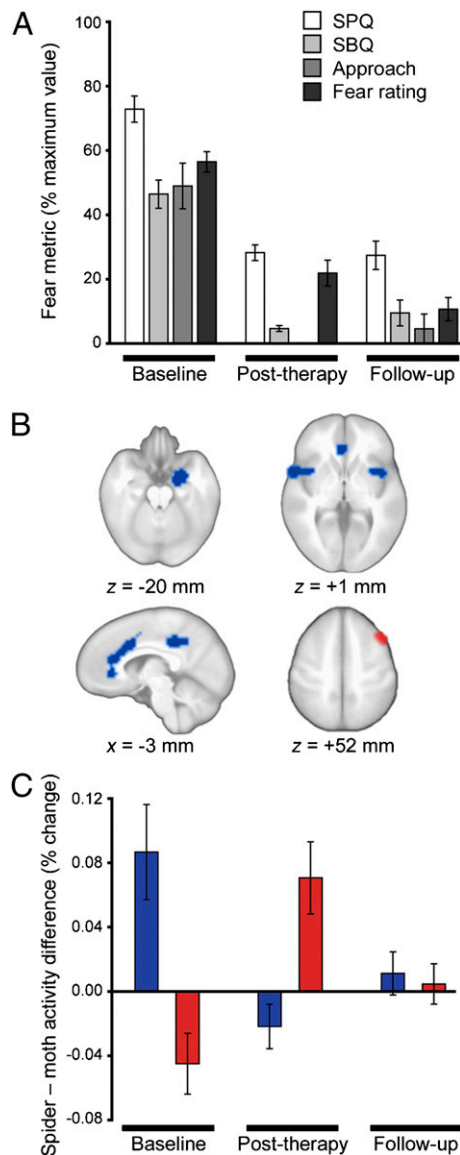 A
Fear metric (% maximum value)
100
80
60
40
20
0
SPQ
SBQ
Approach
Fear rating
Baseline
Post-therapy
Follow-up
B
z = -20 mm
z = +1 mm
x = -3 mm
z = +52 mm
C
Spider – moth activity difference (% change)
0.12
0.08
0.04
0.00
-0.04
-0.08
Baseline
Post-therapy
Follow-up